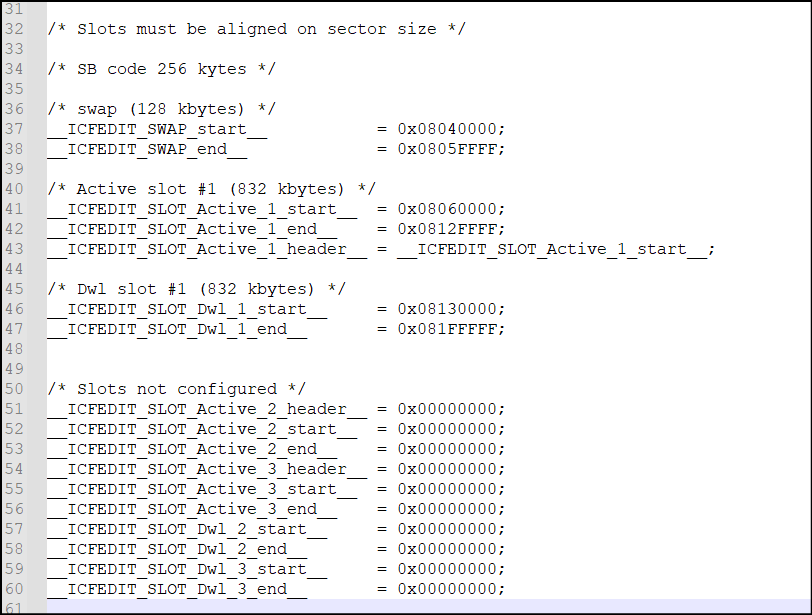 31
32 /* Slots must be aligned on sector size */
33
34 /* SB code 256 kytes */
35
36 /* swap (128 kbytes) */
37 __ICFEDIT_SWAP_start__           = 0x08040000;
38 __ICFEDIT_SWAP_end__             = 0x0805FFFF;
39
40 /* Active slot #1 (832 kbytes) */
41 __ICFEDIT_SLOT_Active_1_start__  = 0x08060000;
42 __ICFEDIT_SLOT_Active_1_end__    = 0x0812FFFF;
43 __ICFEDIT_SLOT_Active_1_header__ = __ICFEDIT_SLOT_Active_1_start__;
44
45 /* Dwl slot #1 (832 kbytes) */
46 __ICFEDIT_SLOT_Dwl_1_start__     = 0x08130000;
47 __ICFEDIT_SLOT_Dwl_1_end__       = 0x081FFFFF;
48
49
50 /* Slots not configured */
51 __ICFEDIT_SLOT_Active_2_header__ = 0x00000000;
52 __ICFEDIT_SLOT_Active_2_start__  = 0x00000000;
53 __ICFEDIT_SLOT_Active_2_end__    = 0x00000000;
54 __ICFEDIT_SLOT_Active_3_header__ = 0x00000000;
55 __ICFEDIT_SLOT_Active_3_start__  = 0x00000000;
56 __ICFEDIT_SLOT_Active_3_end__    = 0x00000000;
57 __ICFEDIT_SLOT_Dwl_2_start__     = 0x00000000;
58 __ICFEDIT_SLOT_Dwl_2_end__       = 0x00000000;
59 __ICFEDIT_SLOT_Dwl_3_start__     = 0x00000000;
60 __ICFEDIT_SLOT_Dwl_3_end__       = 0x00000000;
61